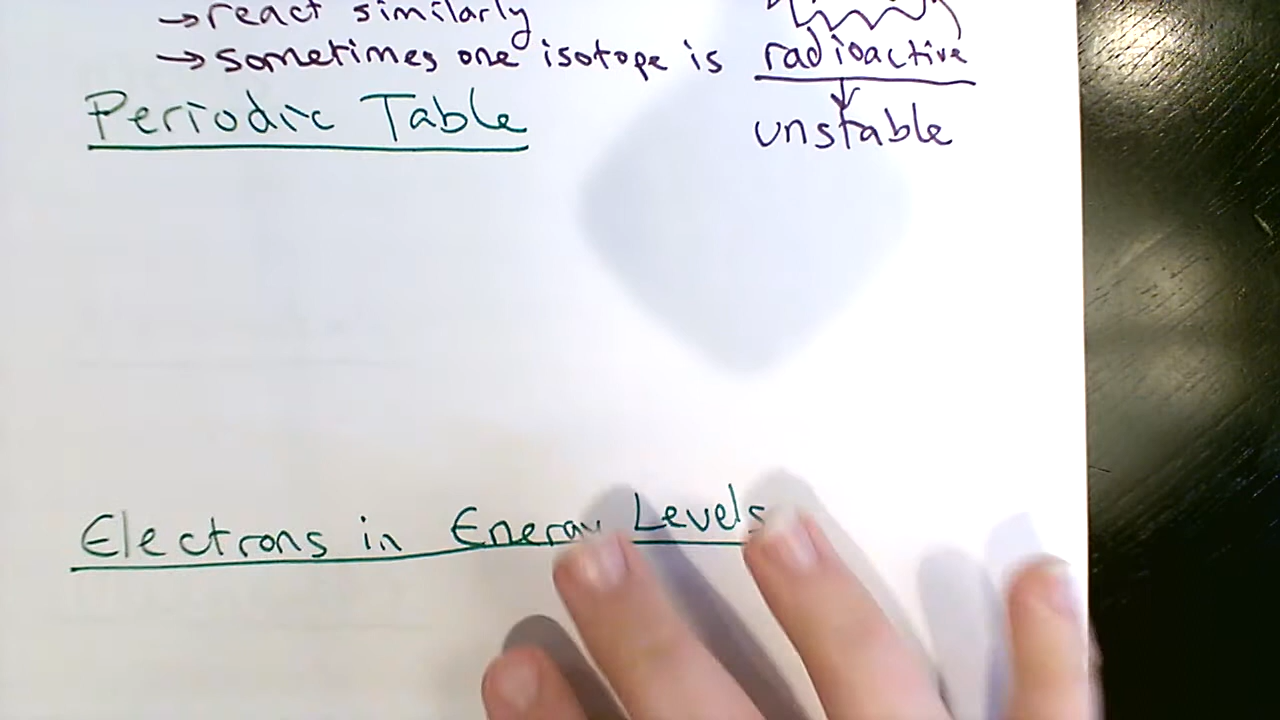 →react similarly
→sometimes one isotope is radioactive
Periodic Table
unstable
Electrons in Energy Levels